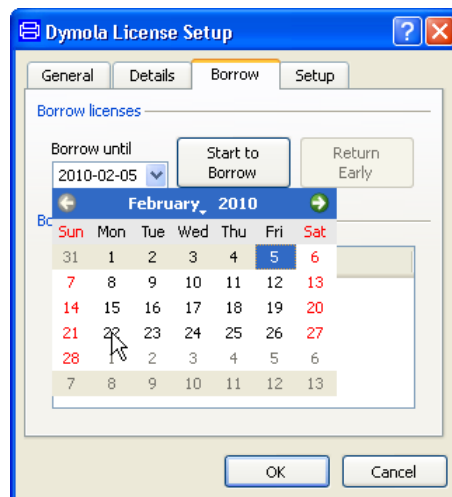 Dymola License Setup
General Details Borrow Setup
Borrow licenses
Borrow until
2010-02-05
Start to
Borrow
Return
Early
February 2010
Sun Mon Tue Wed Thu Fri Sat
31 1 2 3 4 5 6
7 8 9 10 11 12 13
14 15 16 17 18 19 20
21 22 23 24 25 26 27
28 1 2 3 4 5 6
7 8 9 10 11 12 13
OK Cancel